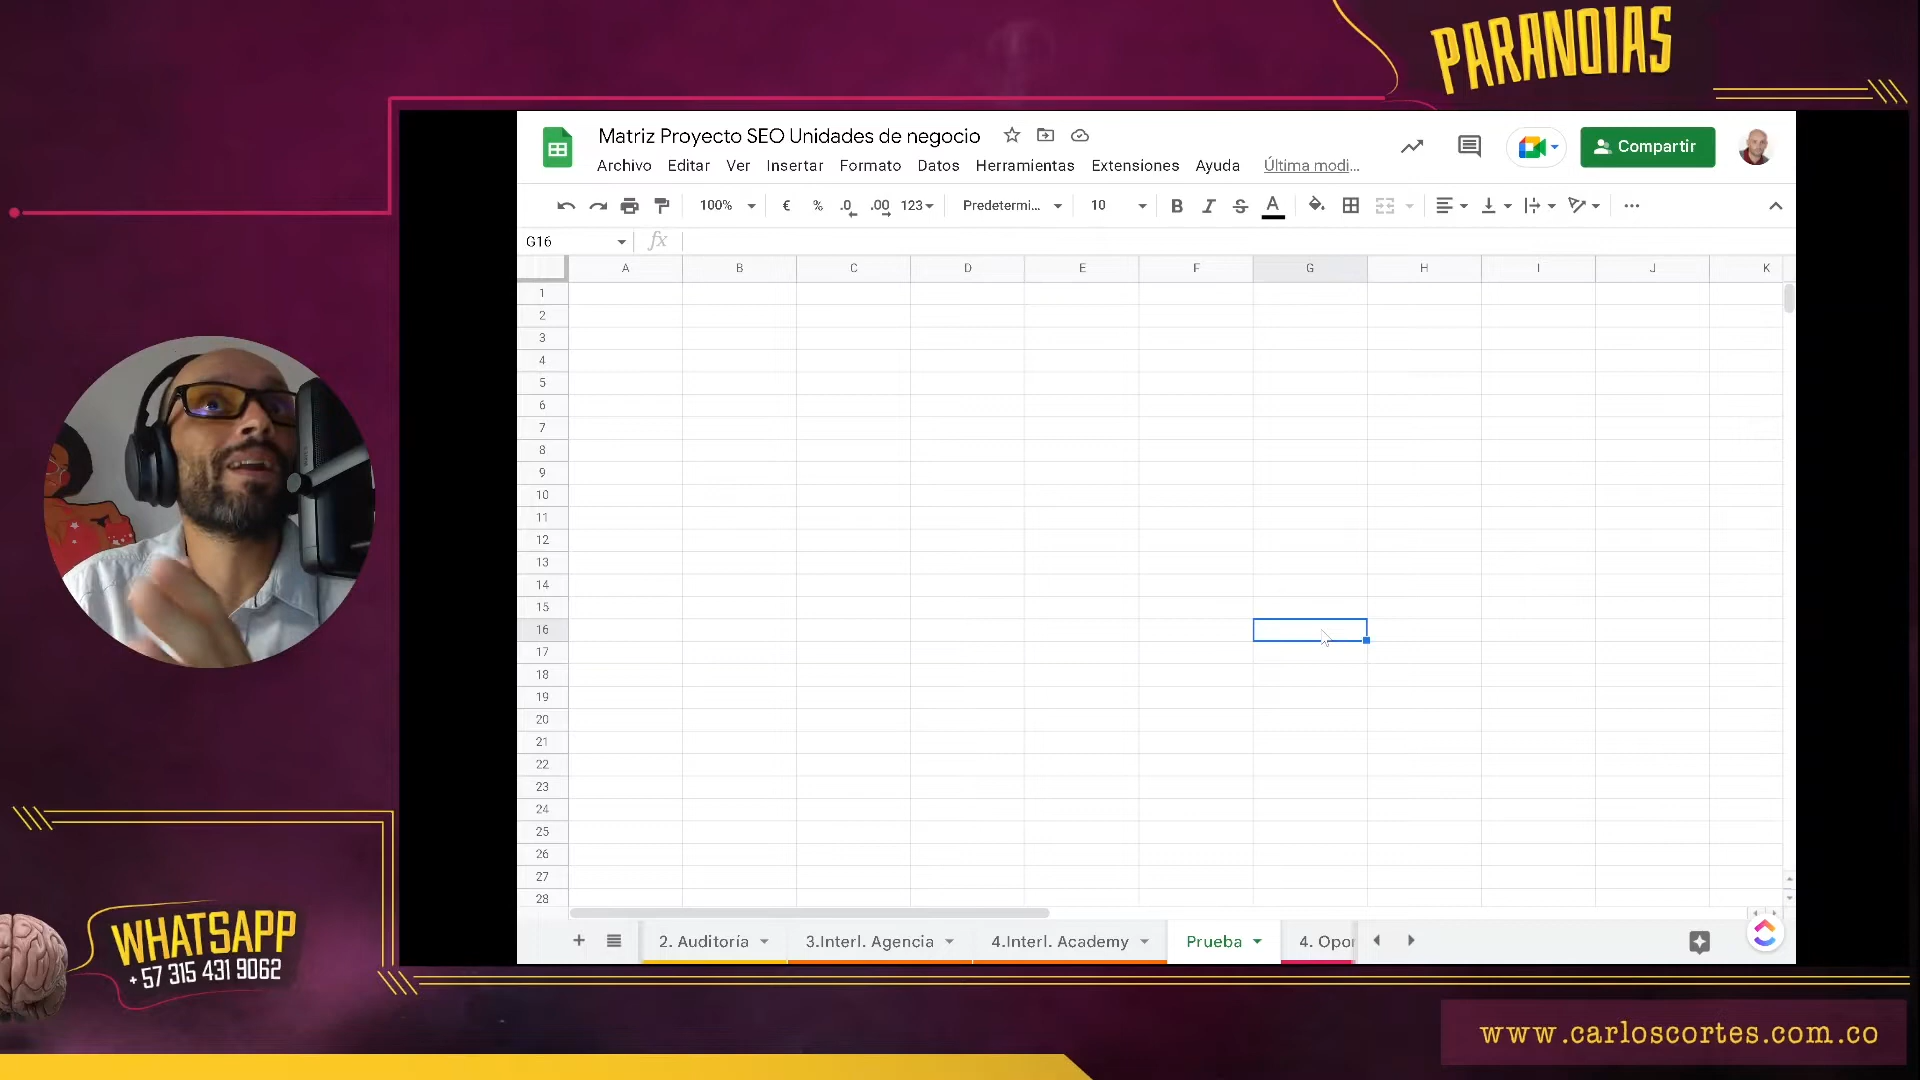 PARANOIAS
Matriz Proyecto SEO Unidades de negocio
Compartir
Archivo Editar Ver Insertar Formato Datos Herramientas Extensiones Ayuda Última modi...
100% € % .0 .00 123 Predetermi... 10 B I S A
G16 fx
A B C D E F G H I J K
1
2
3
4
5
6
7
8
9
10
11
12
13
14
15
16
17
18
19
20
21
22
23
24
25
26
27
28
2. Auditoría 3.Interl. Agencia 4.Interl. Academy Prueba 4. Opor
WHATSAPP
+ 57 315 431 9062
www.carloscortes.com.co